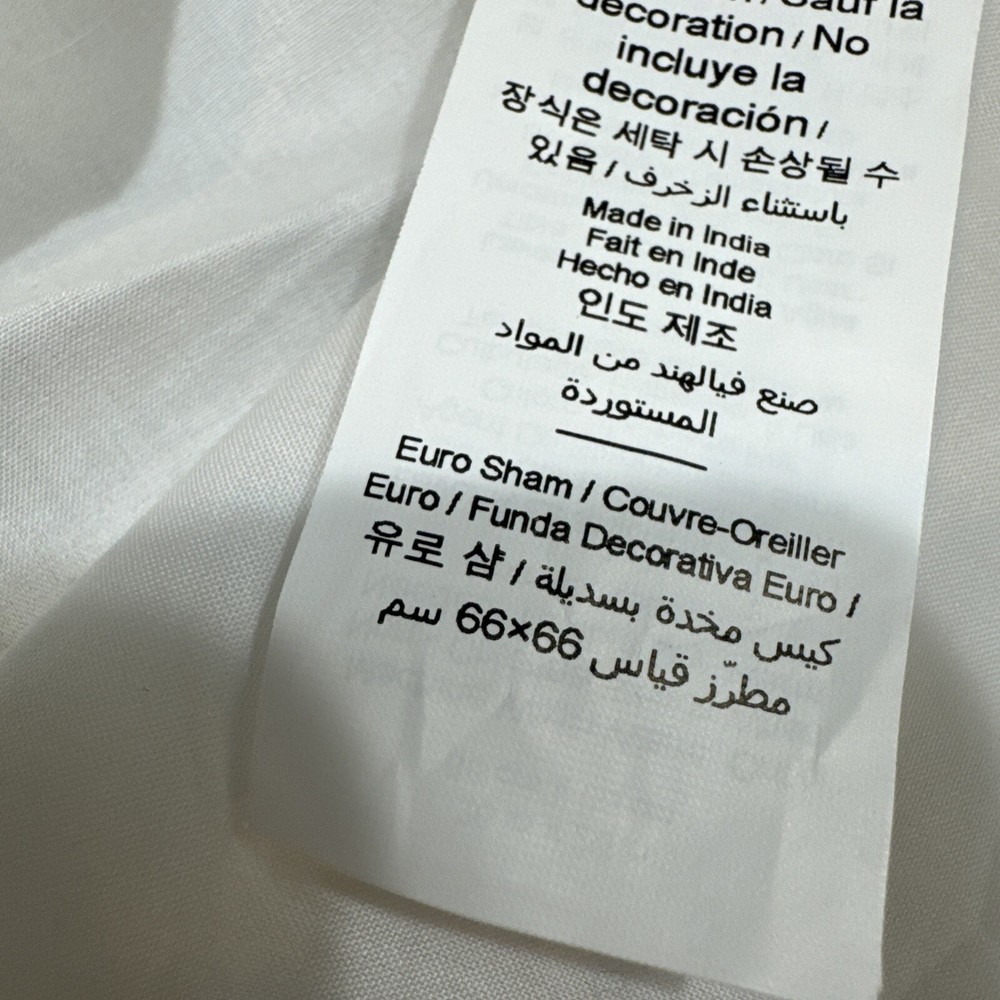 / Sauf la
decoration / No
incluye la
decoración /
장식은 세탁 시 손상될 수
있음 / باستثناء الزخرف
Made in India
Fait en Inde
Hecho en India
인도 제조
صنع فيالهند من المواد
المستوردة
Euro Sham / Couvre-Oreiller
Euro / Funda Decorativa Euro /
유로 샴 / كيس مخدة بسديلة
مطرّز قياس 66×66 سم